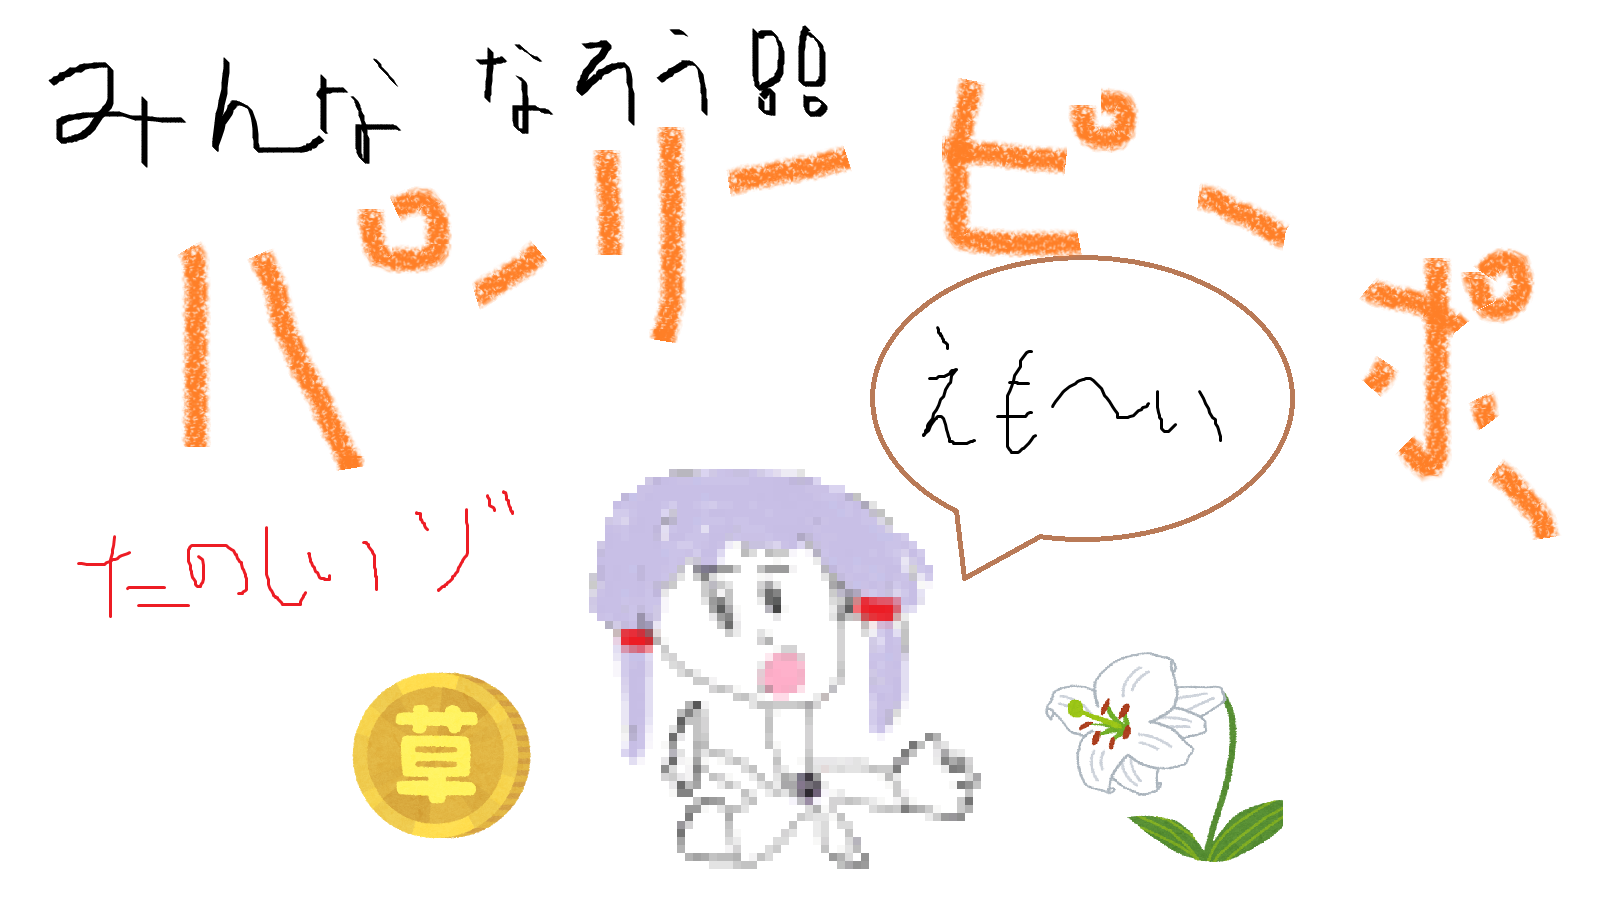 みんな なろう!!
パーリーピーポー
えも〜い
たのしいゾ
草